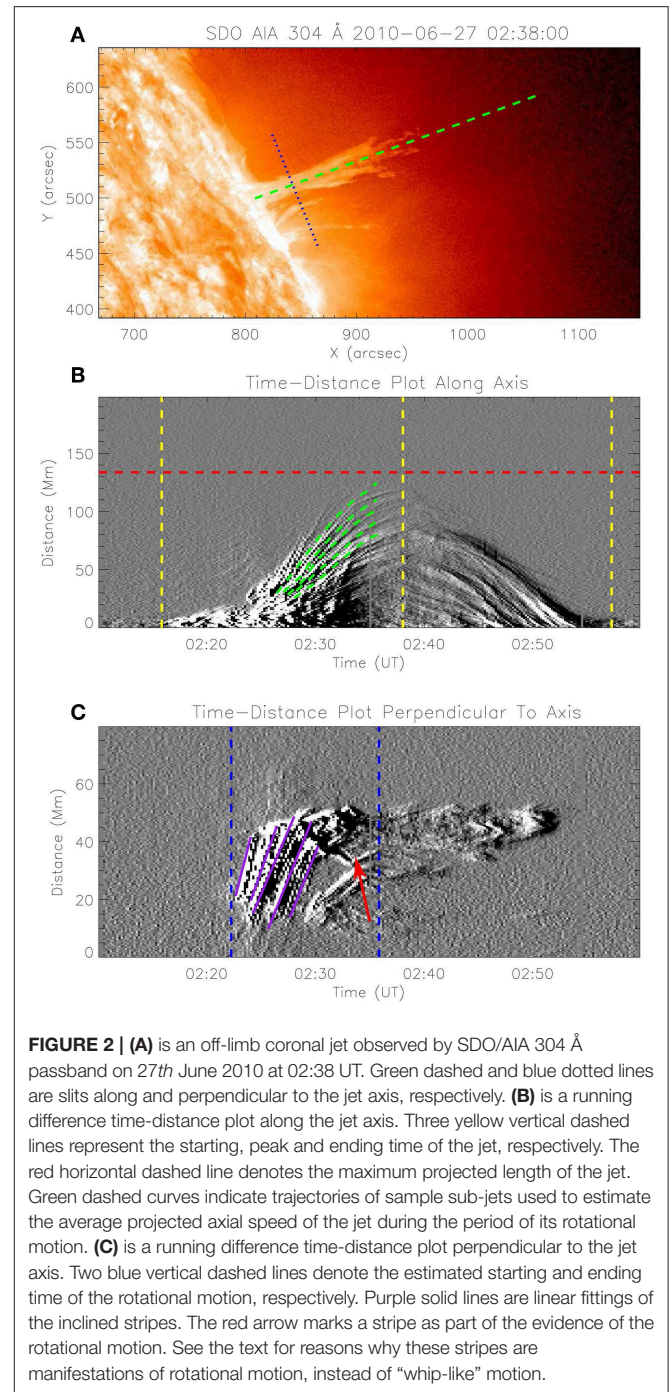 A
SDO AIA 304 Å 2010-06-27 02:38:00
600
550
500
450
400
Y (arcsec)
700 800 900 1000 1100
X (arcsec)
B
Time-Distance Plot Along Axis
150
100
50
0
Distance (Mm)
02:20 02:30 02:40 02:50
Time (UT)
C
Time-Distance Plot Perpendicular To Axis
60
40
20
0
Distance (Mm)
02:20 02:30 02:40 02:50
Time (UT)
FIGURE 2 | (A) is an off-limb coronal jet observed by SDO/AIA 304 Å
passband on 27th June 2010 at 02:38 UT. Green dashed and blue dotted lines
are slits along and perpendicular to the jet axis, respectively. (B) is a running
difference time-distance plot along the jet axis. Three yellow vertical dashed
lines represent the starting, peak and ending time of the jet, respectively. The
red horizontal dashed line denotes the maximum projected length of the jet.
Green dashed curves indicate trajectories of sample sub-jets used to estimate
the average projected axial speed of the jet during the period of its rotational
motion. (C) is a running difference time-distance plot perpendicular to the jet
axis. Two blue vertical dashed lines denote the estimated starting and ending
time of the rotational motion, respectively. Purple solid lines are linear fittings of
the inclined stripes. The red arrow marks a stripe as part of the evidence of the
rotational motion. See the text for reasons why these stripes are
manifestations of rotational motion, instead of “whip-like” motion.